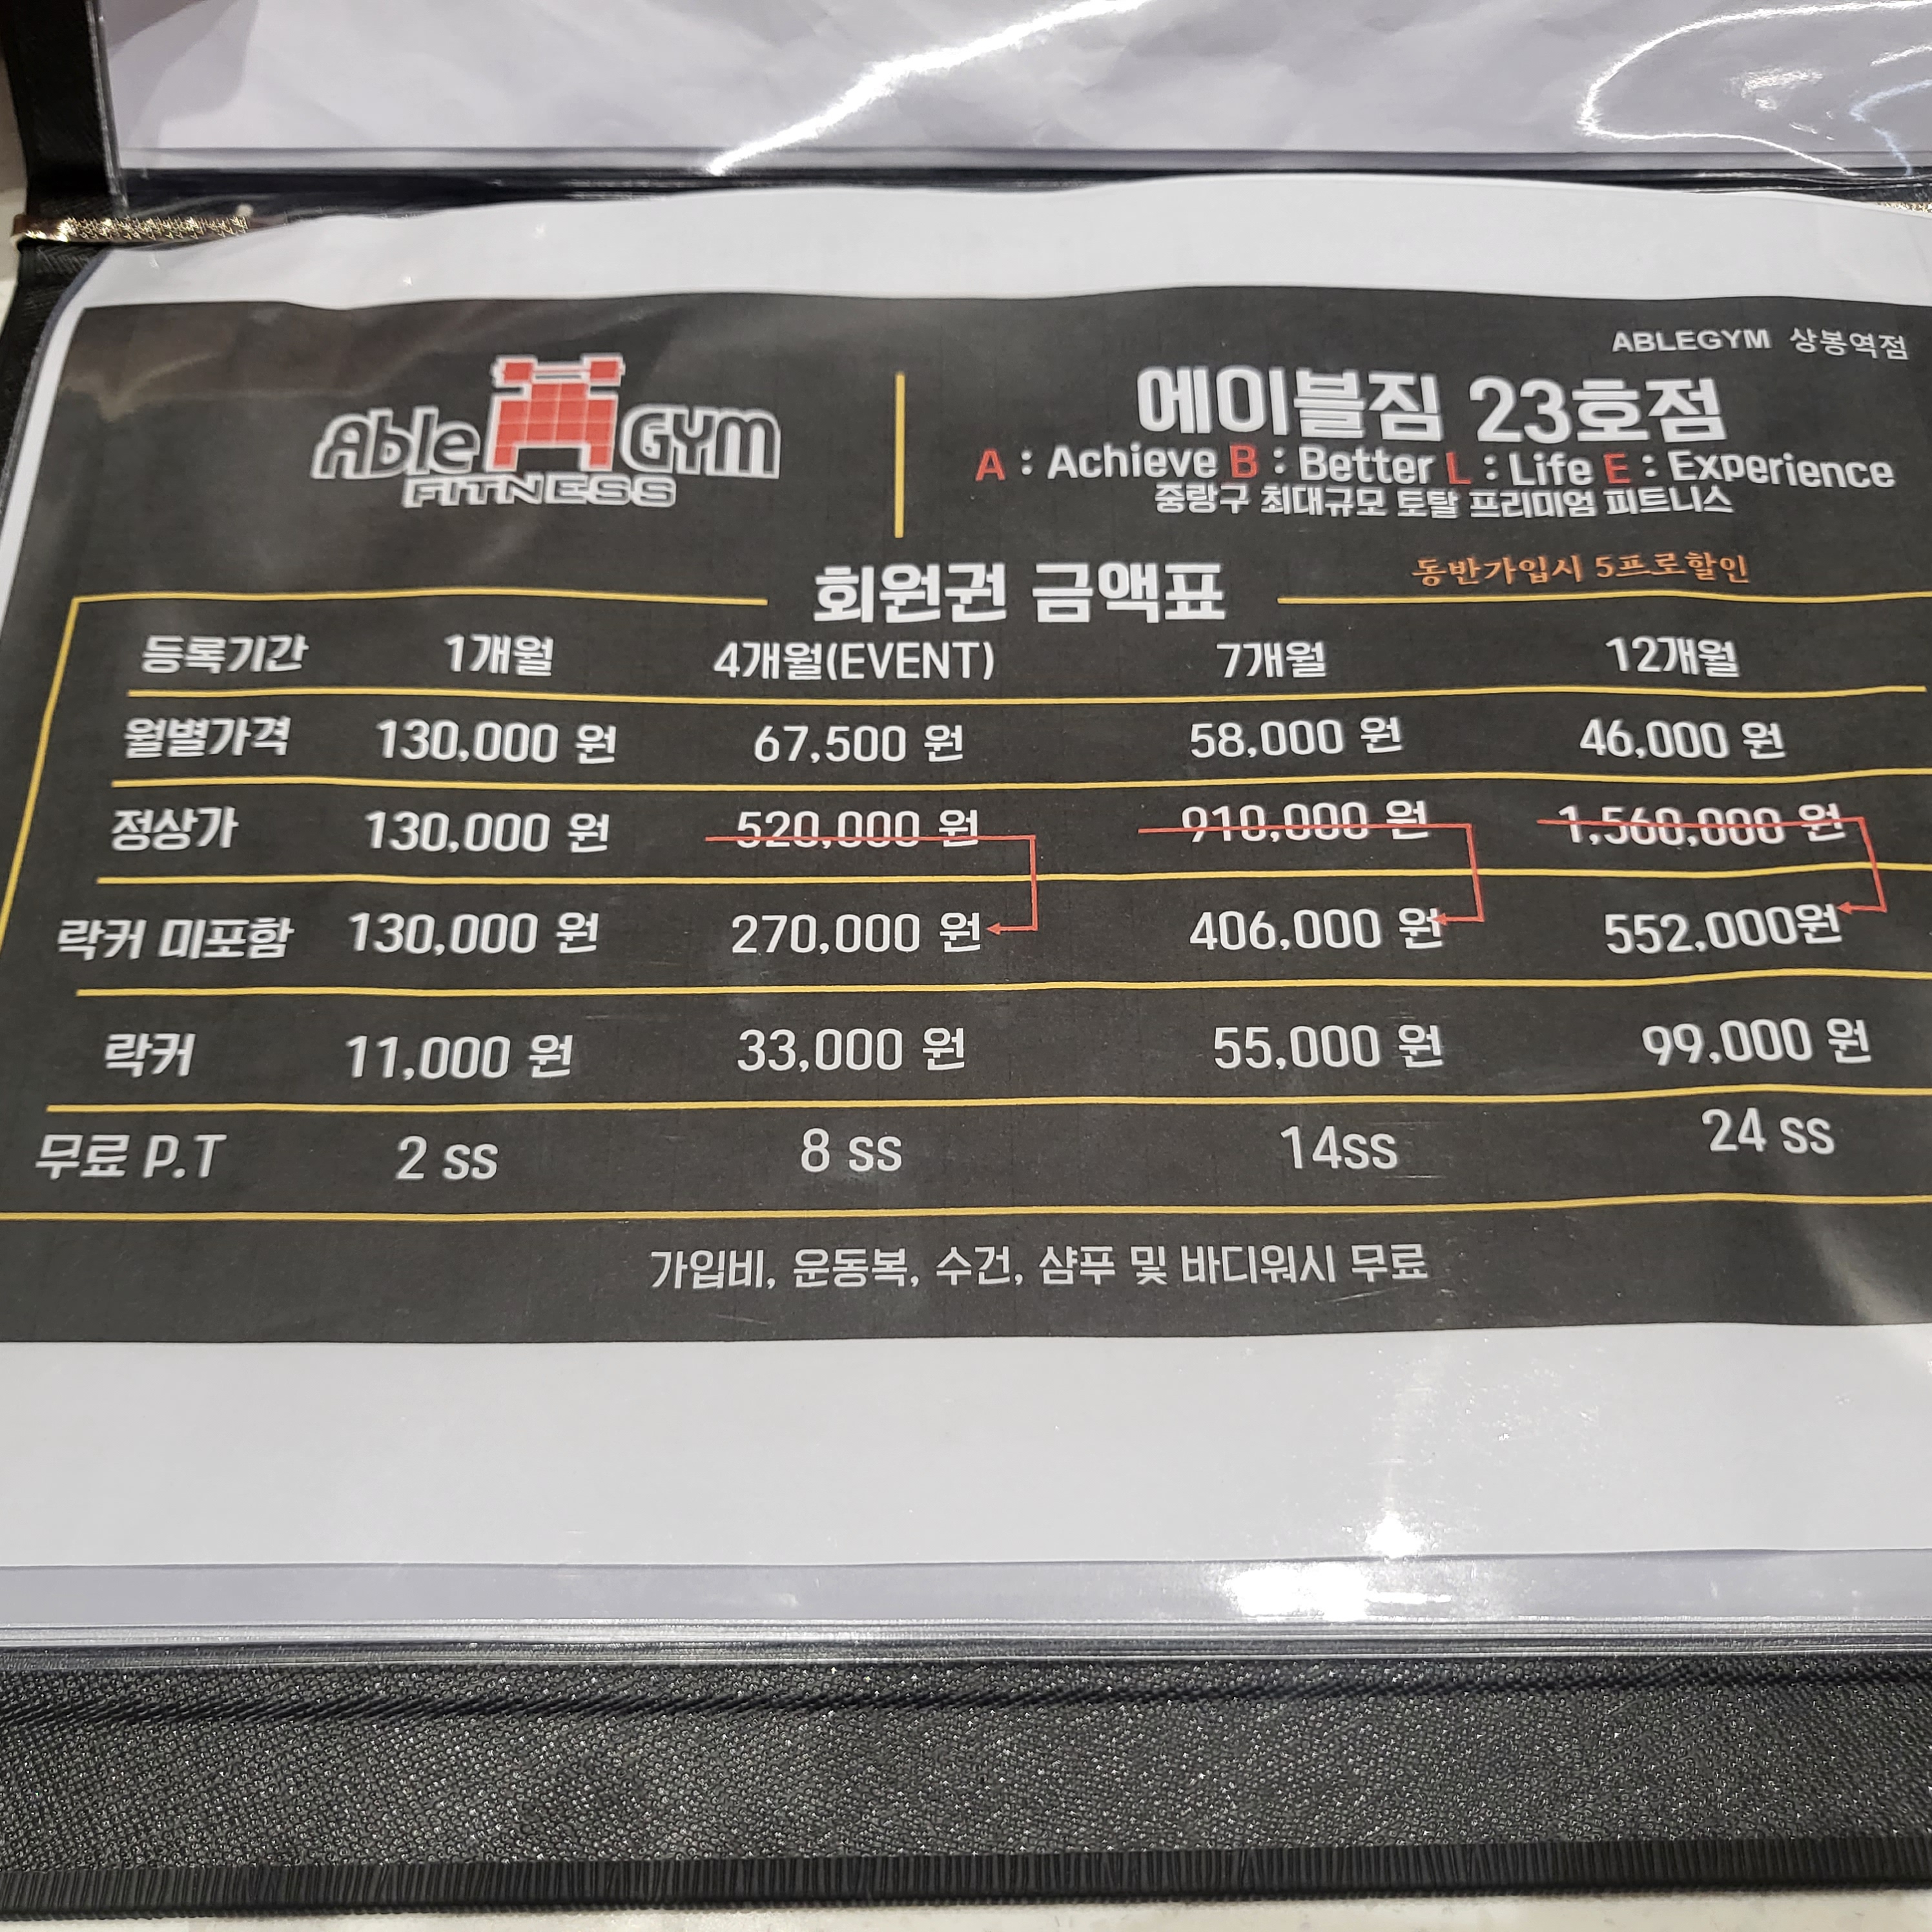 ABLEGYM 상봉역점
Able GYM
FITNESS
에이블짐 23호점
A : Achieve B : Better L : Life E : Experience
중랑구 최대규모 토탈 프리미엄 피트니스
회원권 금액표
동반가입시 5프로할인
등록기간 1개월 4개월(EVENT) 7개월 12개월
월별가격 130,000 원 67,500 원 58,000 원 46,000 원
정상가 130,000 원 520,000 원 910,000 원 1,560,000 원
락커 미포함 130,000 원 270,000 원 406,000 원 552,000원
락커 11,000 원 33,000 원 55,000 원 99,000 원
무료 P.T 2 ss 8 ss 14ss 24 ss
가입비, 운동복, 수건, 샴푸 및 바디워시 무료